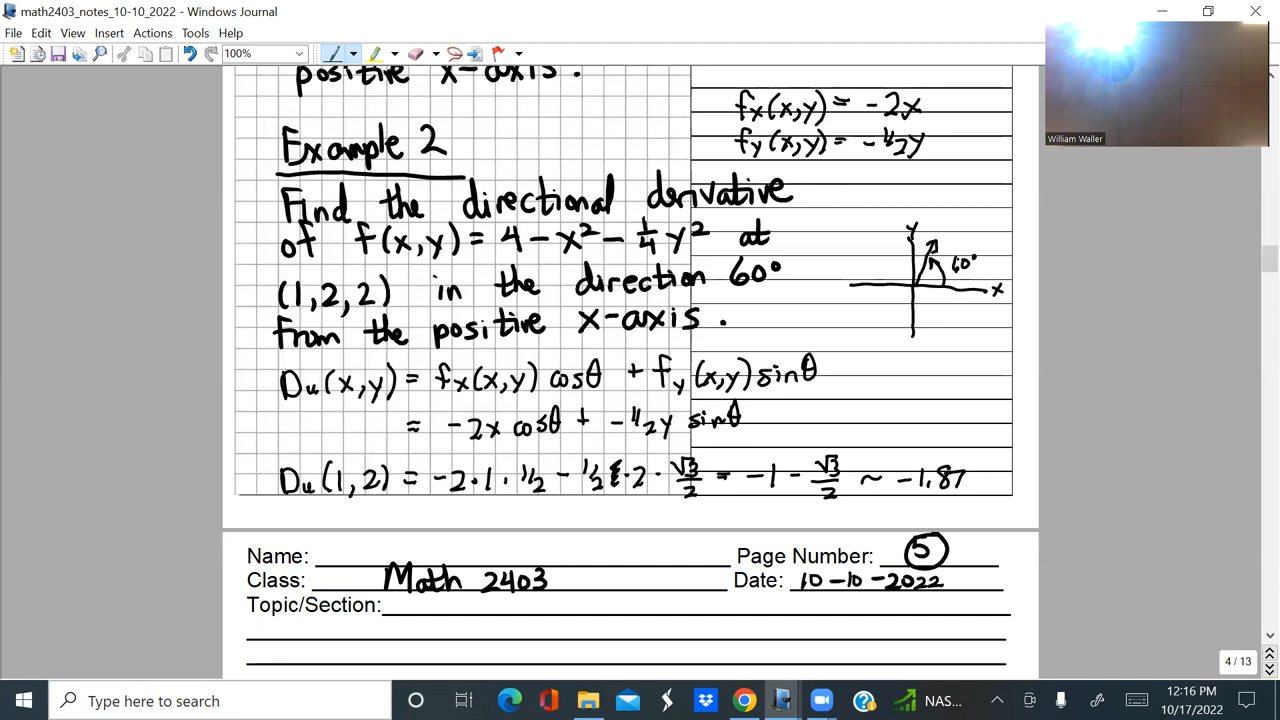 math2403_notes_10-10_2022 - Windows Journal
File Edit View Insert Actions Tools Help
100%
William Waller
positive x-axis.
fx(x,y) = -2x
fy(x,y) = -1/2y
Example 2
Find the directional derivative
of f(x,y) = 4 - x² - 1/4 y² at
(1,2,2) in the direction 60°
from the positive x-axis.
y
60°
x
Du(x,y) = fx(x,y) cosθ + fy(x,y) sinθ
= -2x cosθ + -1/2y sinθ
Du(1,2) = -2·1·1/2 - 1/2·2·√3/2 = -1 - √3/2 ~ -1.87
Name: Page Number: 5
Class: Math 2403 Date: 10-10-2022
Topic/Section:
4 / 13
Type here to search
NAS...
12:16 PM
10/17/2022